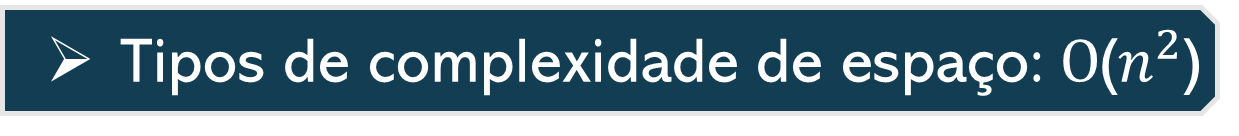 ➢ Tipos de complexidade de espaço: O(n²)